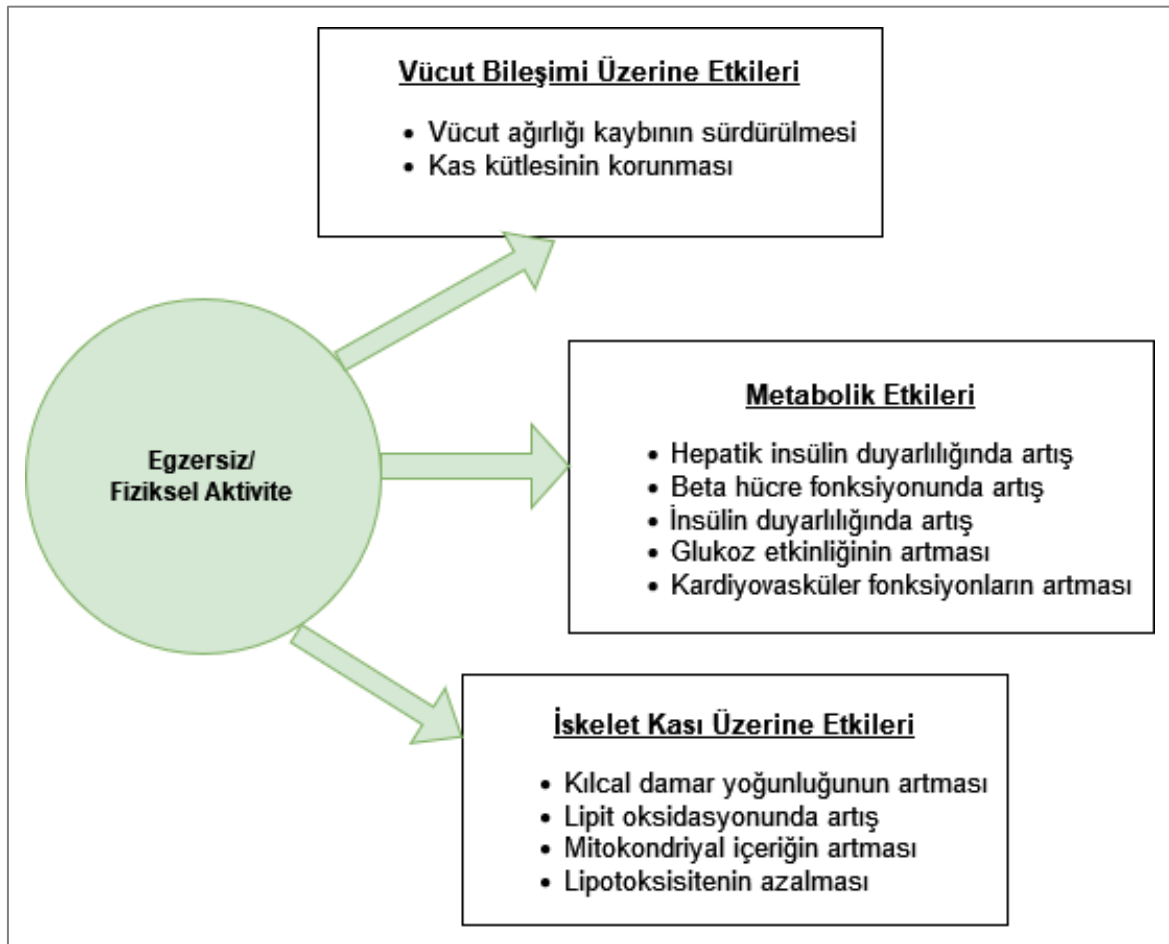 Vücut Bileşimi Üzerine Etkileri
• Vücut ağırlığı kaybının sürdürülmesi
• Kas kütlesinin korunması
Egzersiz/
Fiziksel Aktivite
Metabolik Etkileri
• Hepatik insülin duyarlılığında artış
• Beta hücre fonksiyonunda artış
• İnsülin duyarlılığında artış
• Glukoz etkinliğinin artması
• Kardiyovasküler fonksiyonların artması
İskelet Kası Üzerine Etkileri
• Kılcal damar yoğunluğunun artması
• Lipit oksidasyonunda artış
• Mitokondriyal içeriğin artması
• Lipotoksisitenin azalması